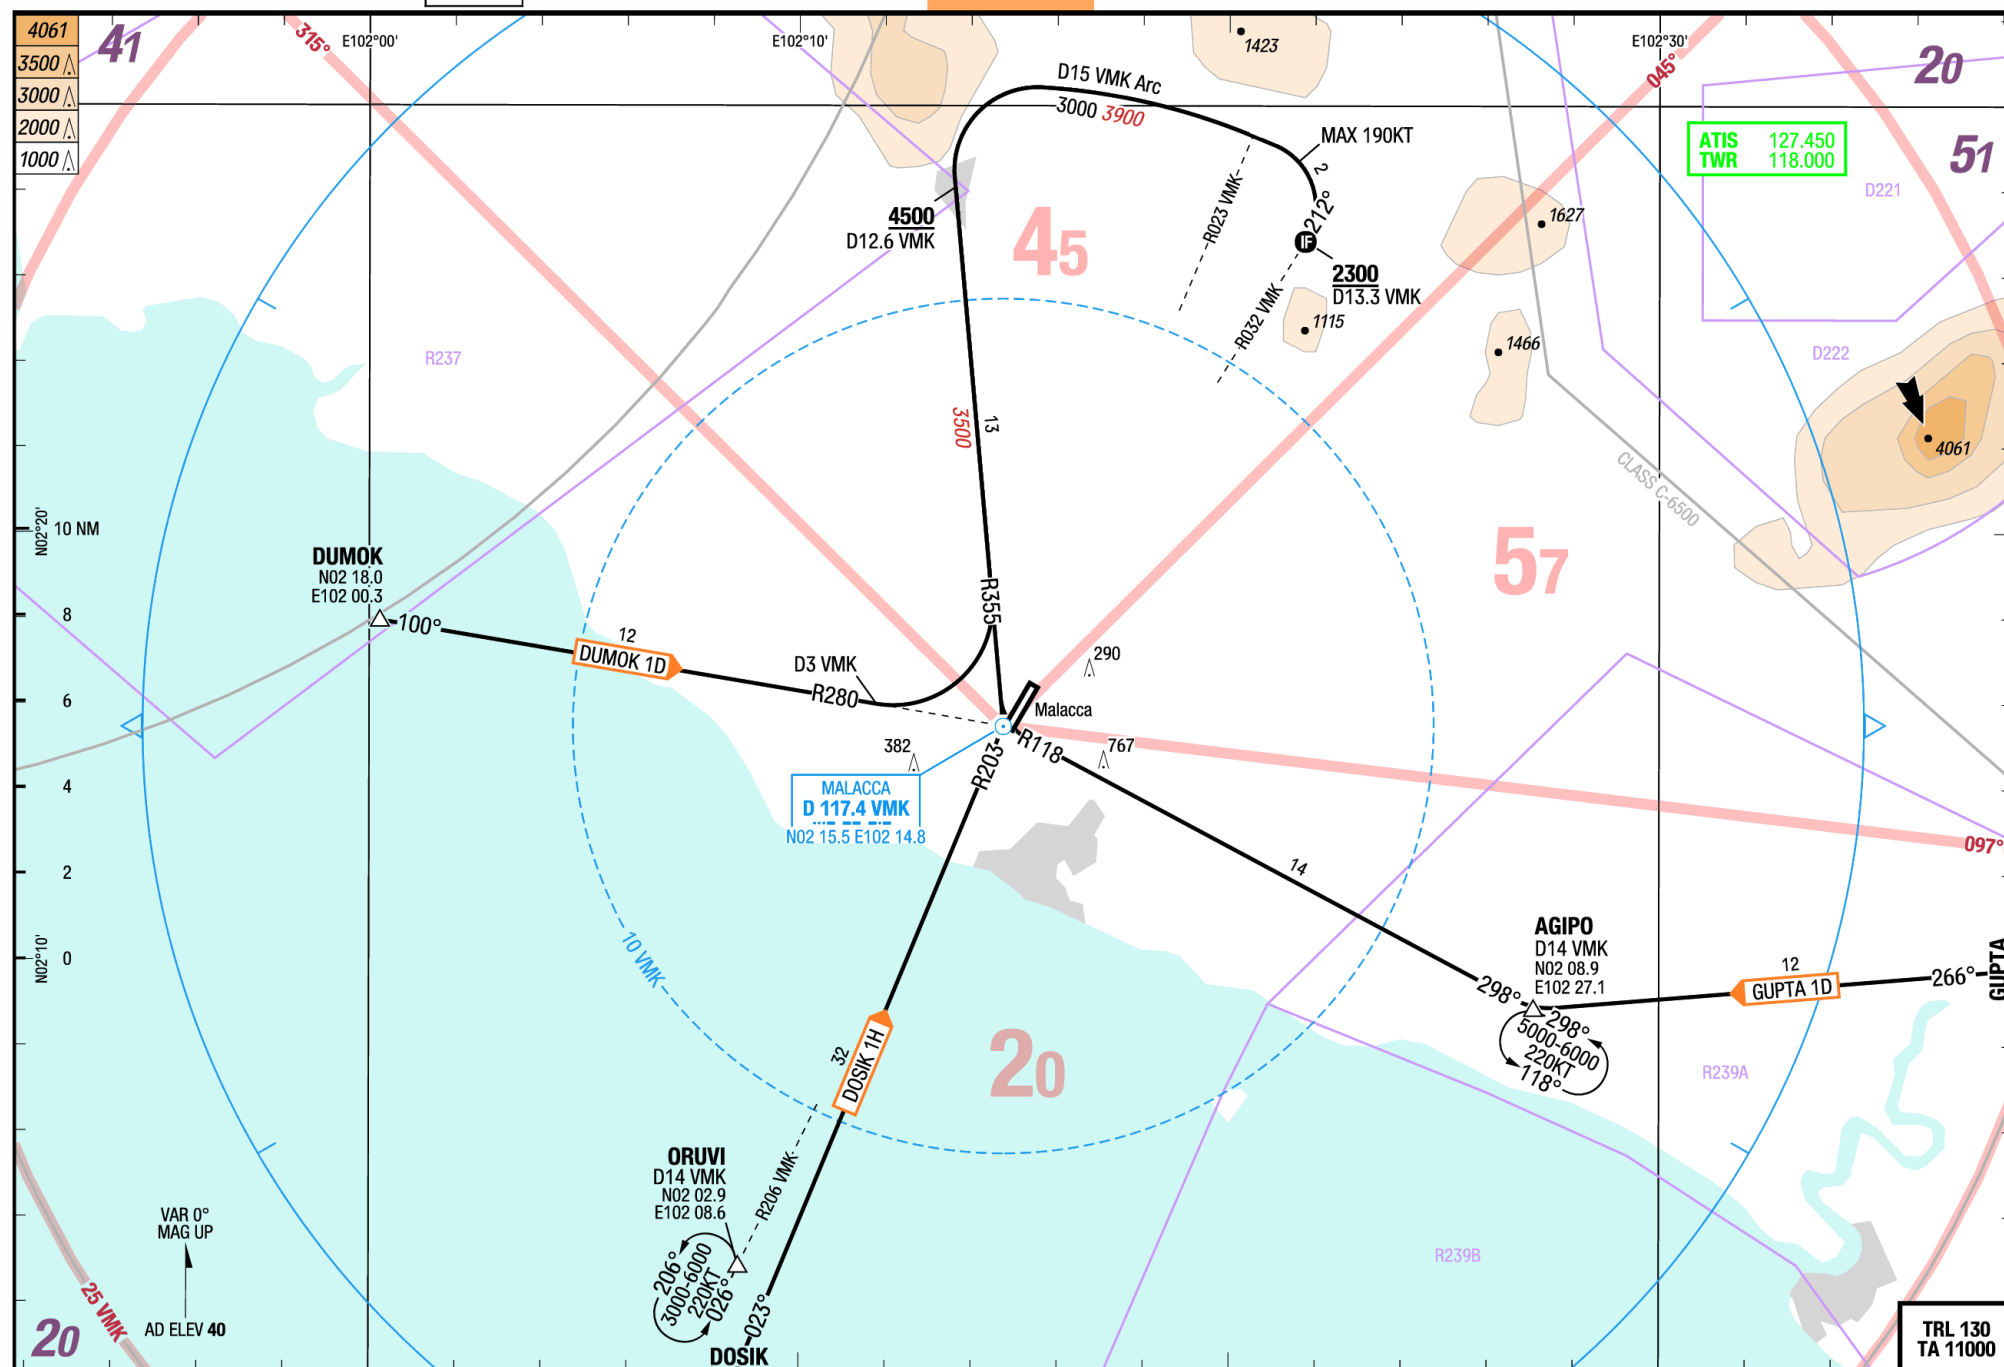 4061
3500
3000
2000
1000
41
315°
E102°00'
E102°10'
E102°30'
1423
D15 VMK Arc
3000 3900
MAX 190KT
2
212°
IF
045°
20
51
ATIS 127.450
TWR 118.000
D221
4500
D12.6 VMK
45
R023 VMK
2300
D13.3 VMK
R032 VMK
1627
1115
1466
D222
R237
3500
13
4061
CLASS C-6500
N02°20'
10 NM
8
6
4
2
0
N02°10'
DUMOK
N02 18.0
E102 00.3
100°
12
DUMOK 1D
D3 VMK
R280
R355
57
290
Malacca
382
767
R118
R203
MALACCA
D 117.4 VMK
N02 15.5 E102 14.8
097°
14
10 VMK
AGIPO
D14 VMK
N02 08.9
E102 27.1
298°
298°
5000-6000
220KT
118°
12
GUPTA 1D
266°
GUPTA
20
32
DOSIK 1H
R239A
R239B
ORUVI
D14 VMK
N02 02.9
E102 08.6
R206 VMK
206°
3000-6000
220KT
026°
023°
DOSIK
VAR 0°
MAG UP
AD ELEV 40
25 VMK
20
TRL 130
TA 11000